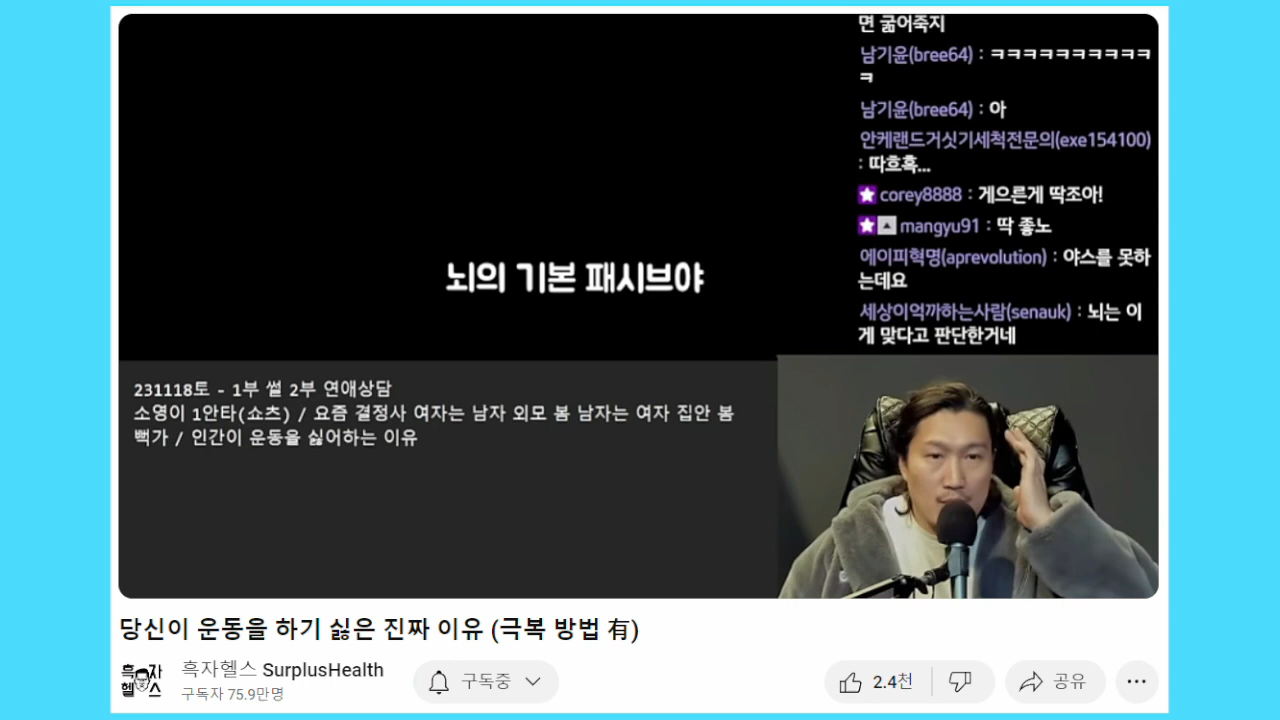 면 굶어죽지
남기윤(bree64) : ㅋㅋㅋㅋㅋㅋㅋㅋㅋㅋ
ㅋ
남기윤(bree64) : 아
안케랜드거싯기세척전문의(exe154100)
: 따흐흑...
corey8888 : 게으른게 딱조아!
mangyu91 : 딱 좋노
에이피혁명(aprevolution) : 야스를 못하
는데요
세상이억까하는사람(senauk) : 뇌는 이
게 맞다고 판단한거네
뇌의 기본 패시브야
231118토 - 1부 썰 2부 연애상담
소영이 1안타(쇼츠) / 요즘 결정사 여자는 남자 외모 봄 남자는 여자 집안 봄
뻑가 / 인간이 운동을 싫어하는 이유
당신이 운동을 하기 싫은 진짜 이유 (극복 방법 有)
흑자
헬스
흑자헬스 SurplusHealth
구독자 75.9만명
구독중
2.4천
공유